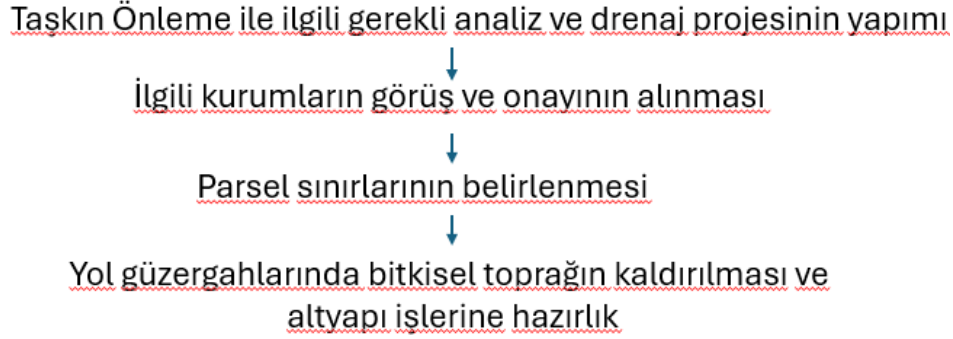 Taşkın Önleme ile ilgili gerekli analiz ve drenaj projesinin yapımı
İlgili kurumların görüş ve onayının alınması
Parsel sınırlarının belirlenmesi
Yol güzergahlarında bitkisel toprağın kaldırılması ve
altyapı işlerine hazırlık